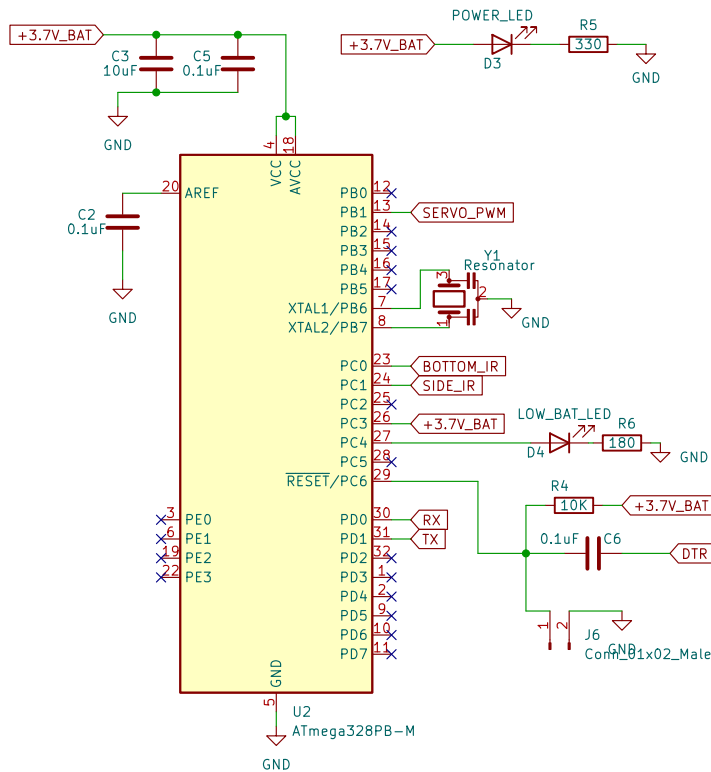 POWER_LED
+3.7V_BAT
C3
10uF
C5
0.1uF
+3.7V_BAT
D3
R5
330
GND
GND
4
18
VCC
AVCC
20
AREF
C2
0.1uF
GND
PB0
12
PB1
13
SERVO_PWM
PB2
14
PB3
15
PB4
16
PB5
17
XTAL1/PB6
7
XTAL2/PB7
8
Y1
Resonator
3
2
1
GND
PC0
23
BOTTOM_IR
PC1
24
SIDE_IR
PC2
25
PC3
26
+3.7V_BAT
PC4
27
LOW_BAT_LED
D4
R6
180
GND
PC5
28
RESET/PC6
29
R4
10K
+3.7V_BAT
0.1uF
C6
DTR
3
PE0
6
PE1
19
PE2
22
PE3
PD0
30
RX
PD1
31
TX
PD2
32
PD3
1
PD4
2
PD5
9
PD6
10
PD7
11
1
2
J6
GND
Conn_01x02_Male
GND
5
U2
ATmega328PB-M
GND